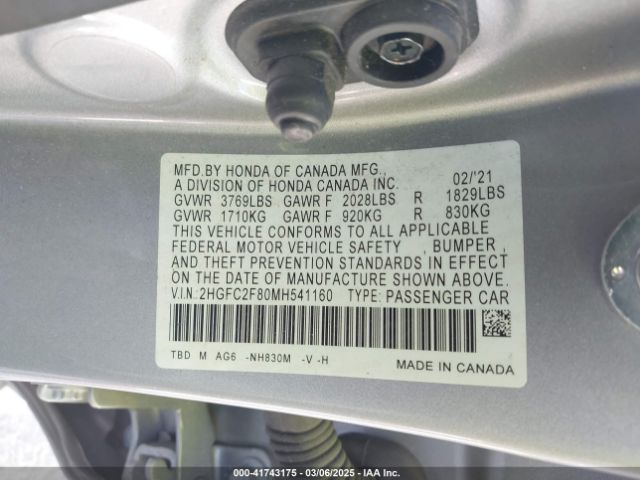 MFD.BY HONDA OF CANADA MFG.,
A DIVISION OF HONDA CANADA INC. 02/'21
GVWR 3769LBS GAWR F 2028LBS R 1829LBS
GVWR 1710KG GAWR F 920KG R 830KG
THIS VEHICLE CONFORMS TO ALL APPLICABLE
FEDERAL MOTOR VEHICLE SAFETY , BUMPER ,
AND THEFT PREVENTION STANDARDS IN EFFECT
ON THE DATE OF MANUFACTURE SHOWN ABOVE.
V.I.N.:2HGFC2F80MH541160 TYPE: PASSENGER CAR
TBD M AG6 -NH830M -V -H
MADE IN CANADA
000-41743175 — 03/06/2025 — IAA Inc.